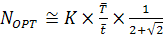 N_OPT ≅ K × T̄/t̄ × 1/(2+√2)